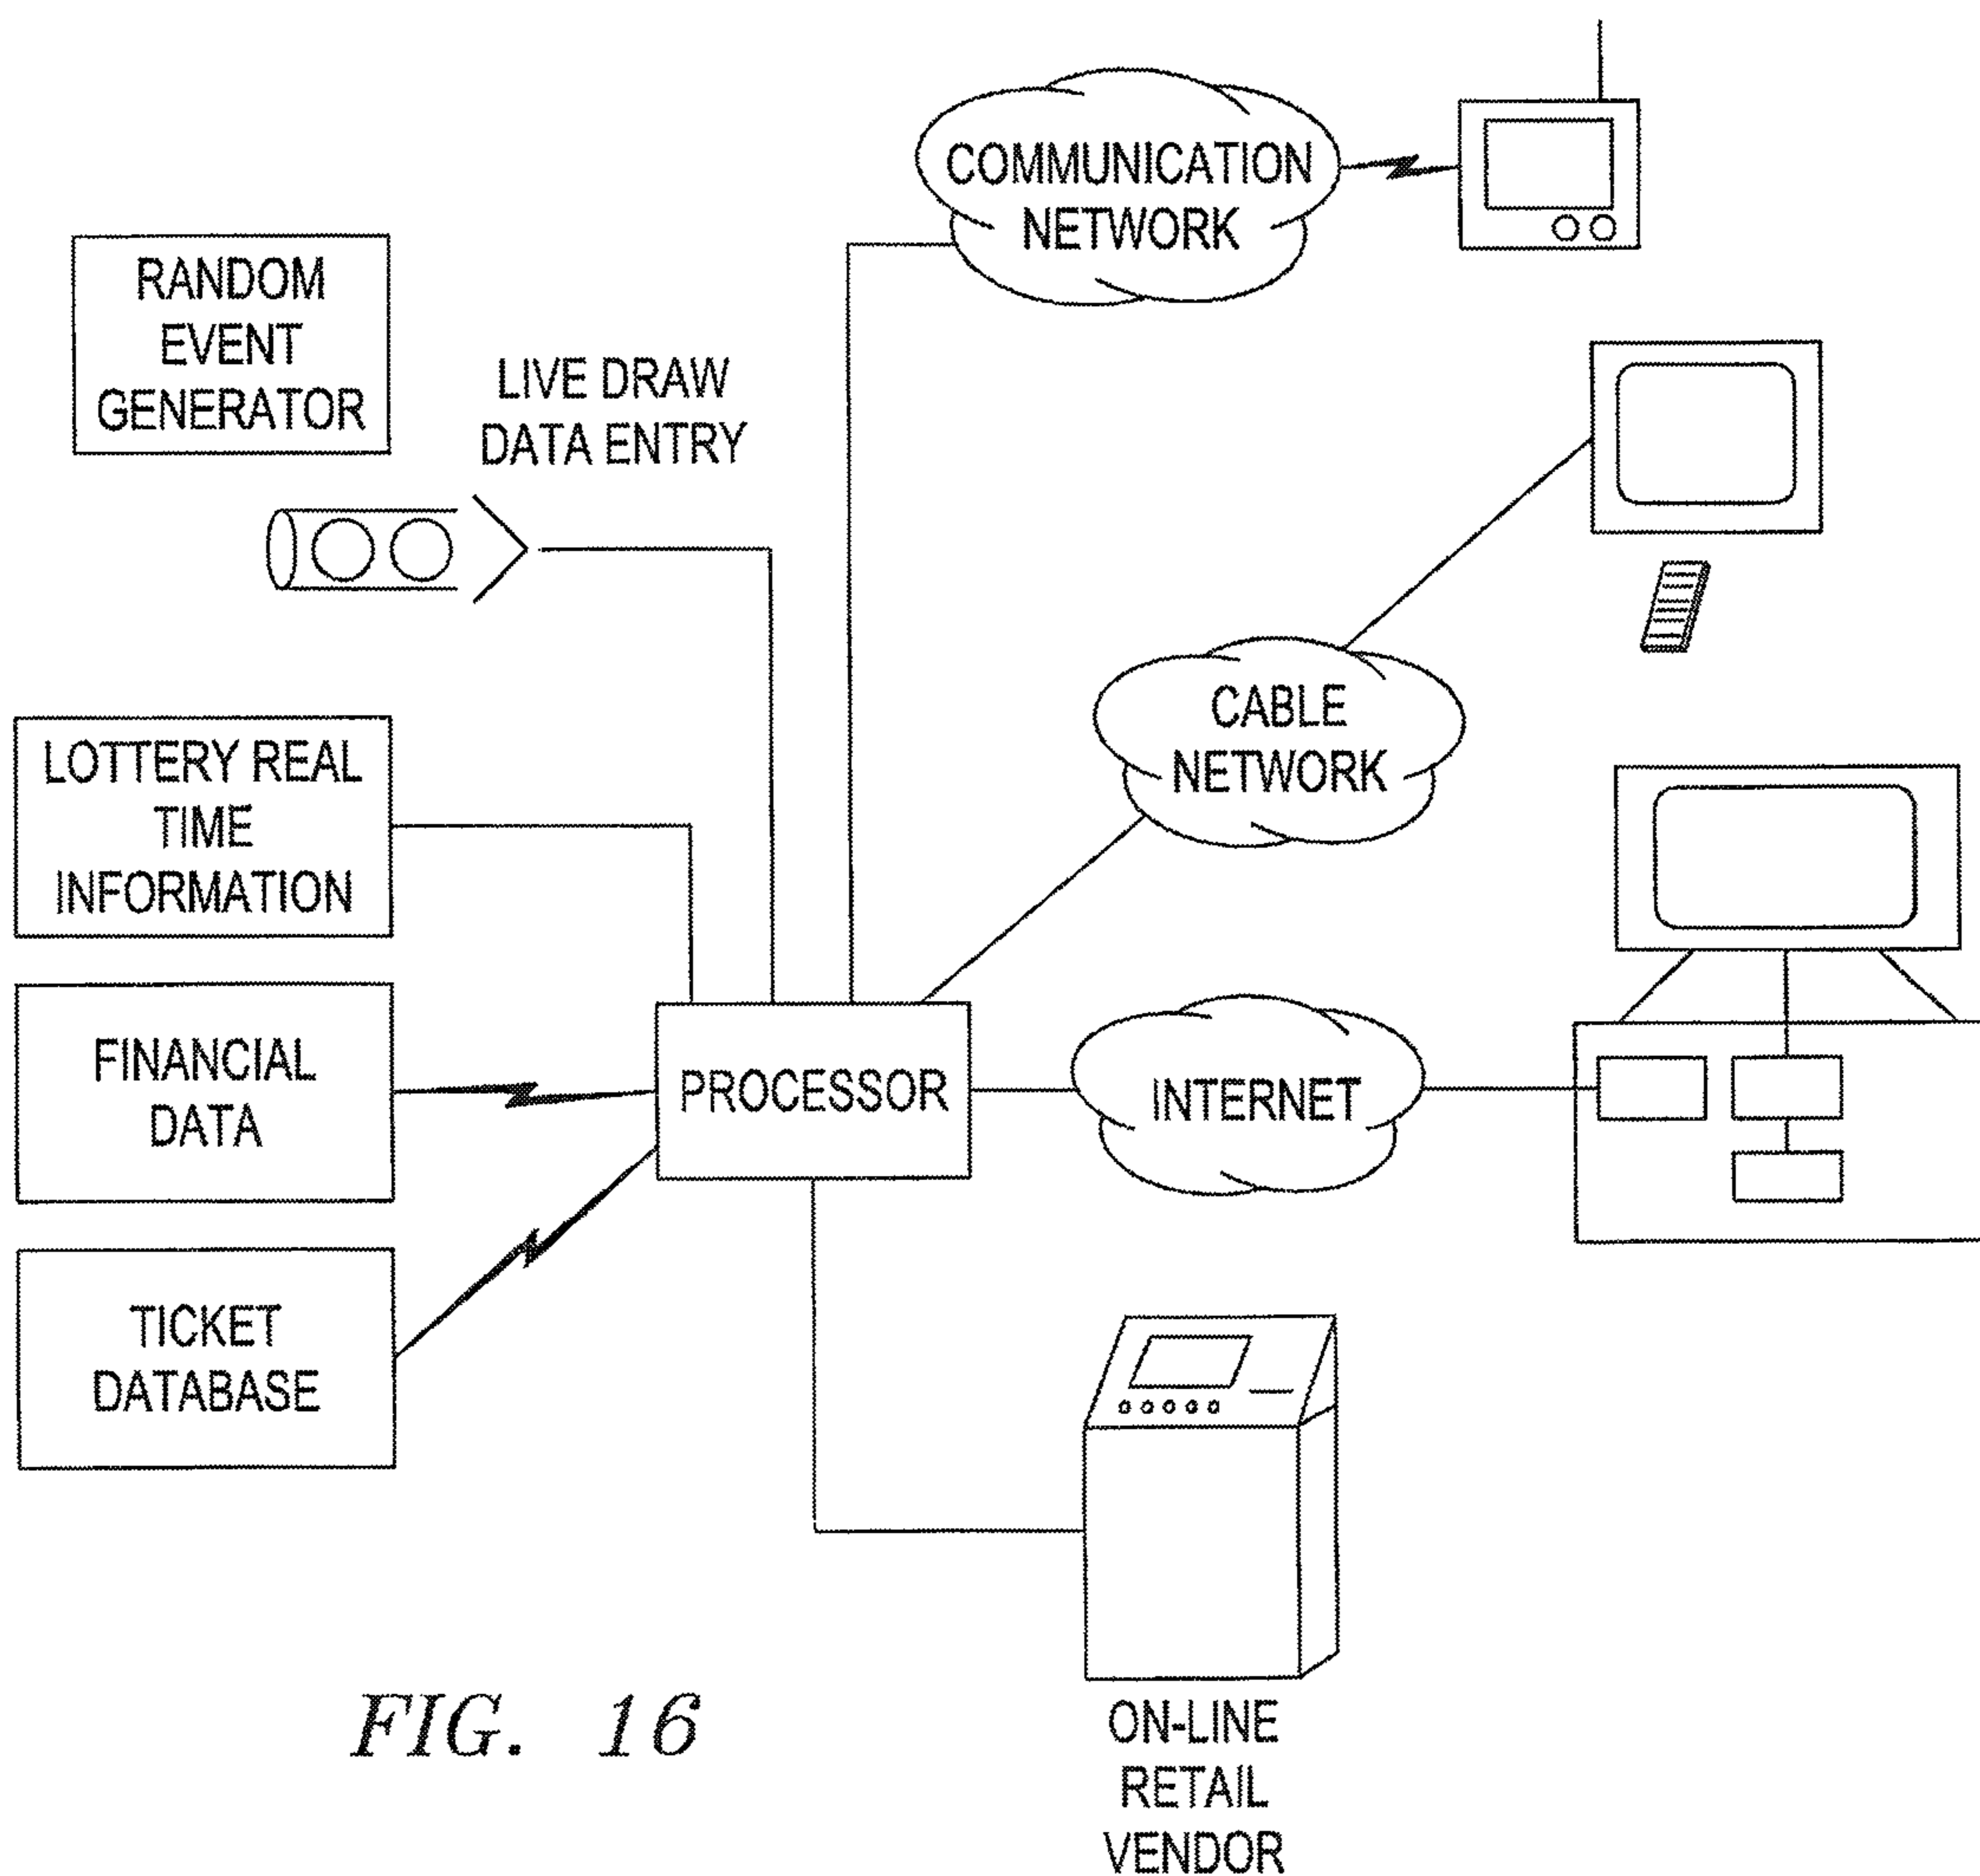 COMMUNICATION
NETWORK
RANDOM
EVENT
GENERATOR
LIVE DRAW
DATA ENTRY
CABLE
NETWORK
LOTTERY REAL
TIME
INFORMATION
FINANCIAL
DATA
PROCESSOR
INTERNET
TICKET
DATABASE
FIG. 16
ON-LINE
RETAIL
VENDOR